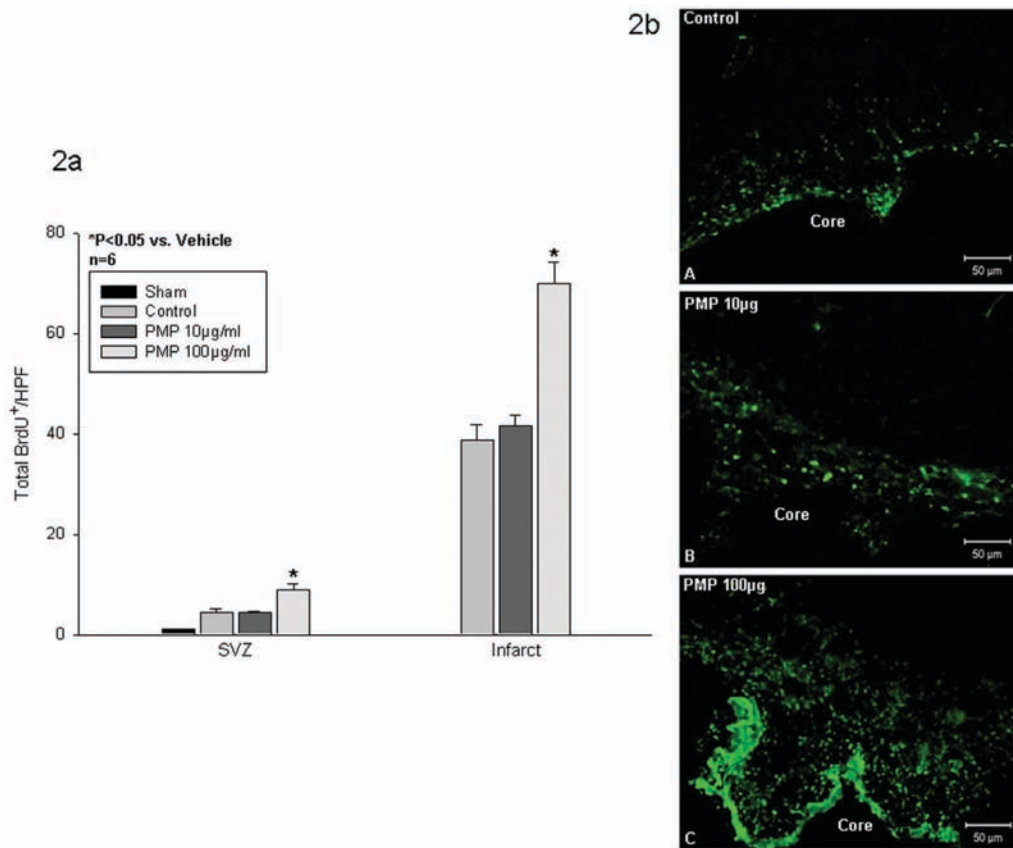 2a
*P<0.05 vs. Vehicle
n=6
Sham
Control
PMP 10µg/ml
PMP 100µg/ml
Total BrdU⁺/HPF
80
60
40
20
0
*
*
SVZ
Infarct
2b
Control
Core
A
50 µm
PMP 10µg
Core
B
50 µm
PMP 100µg
Core
C
50 µm